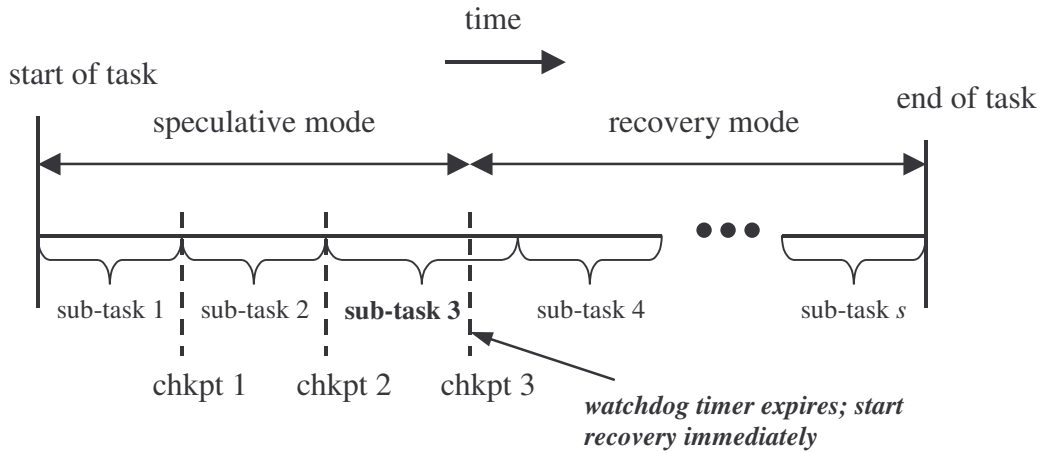 time
start of task
end of task
speculative mode
recovery mode
sub-task 1
sub-task 2
sub-task 3
sub-task 4
sub-task s
chkpt 1
chkpt 2
chkpt 3
watchdog timer expires; start
recovery immediately